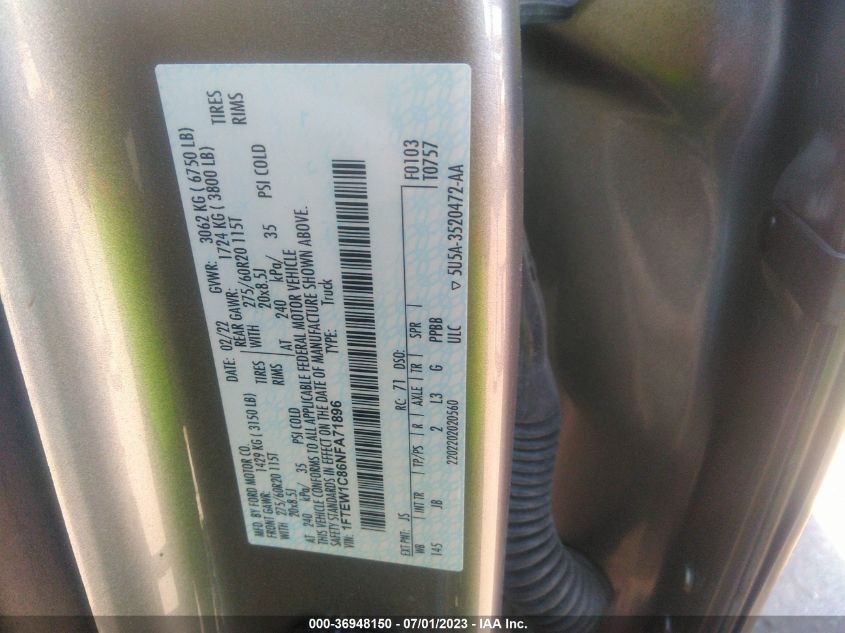 MFD. BY FORD MOTOR CO.
DATE: 02/22 GVWR: 3062 KG ( 6750 LB)
FRONT GAWR: 1429 KG ( 3150 LB) REAR GAWR: 1724 KG ( 3800 LB)
WITH 275/60R20 115T TIRES WITH 275/60R20 115T TIRES
20x8.5J RIMS 20x8.5J RIMS
AT 240 kPa/ 35 PSI COLD AT 240 kPa/ 35 PSI COLD
THIS VEHICLE CONFORMS TO ALL APPLICABLE FEDERAL MOTOR VEHICLE
SAFETY STANDARDS IN EFFECT ON THE DATE OF MANUFACTURE SHOWN ABOVE.
VIN: 1FTEW1C86NFA71896 TYPE: Truck
F0103
T0757
EXT PNT: J5 RC: 71 DSO:
WB INT TR TP/PS R AXLE TR SPR
145 JB 2 L3 G PPBB
2202202020560 ULC ▽ 5U5A-3520472-AA
000-36948150 - 07/01/2023 - IAA Inc.